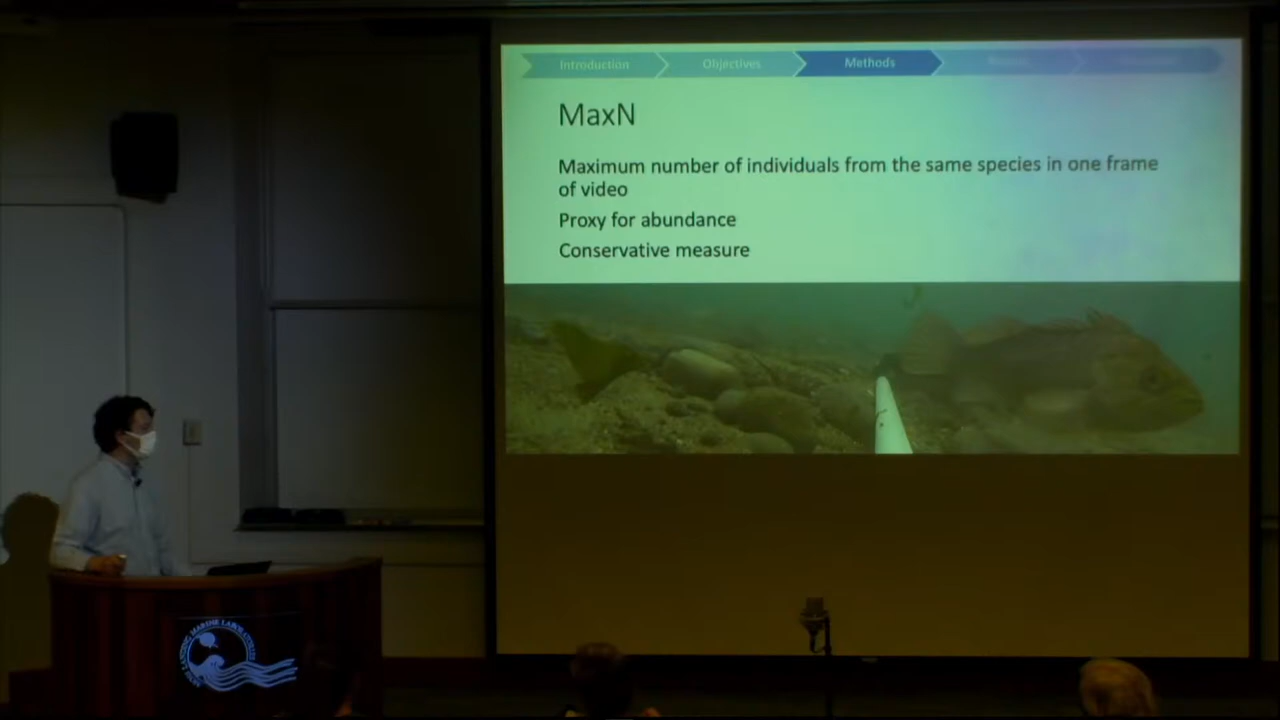 Introduction
Objectives
Methods
MaxN
Maximum number of individuals from the same species in one frame
of video
Proxy for abundance
Conservative measure
MARINE